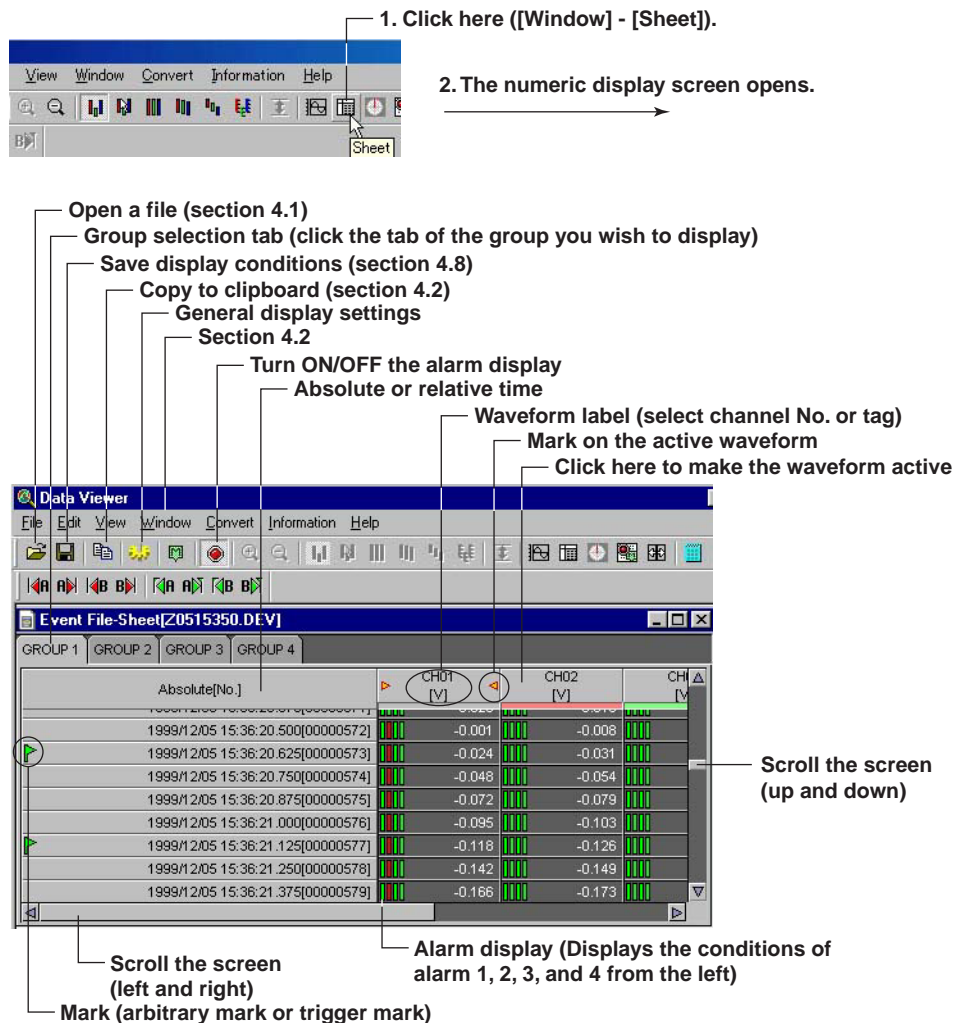 1. Click here ([Window] - [Sheet]).
View Window Convert Information Help
2. The numeric display screen opens.
Sheet
Open a file (section 4.1)
Group selection tab (click the tab of the group you wish to display)
Save display conditions (section 4.8)
Copy to clipboard (section 4.2)
General display settings
Section 4.2
Turn ON/OFF the alarm display
Absolute or relative time
Waveform label (select channel No. or tag)
Mark on the active waveform
Click here to make the waveform active
Data Viewer
File Edit View Window Convert Information Help
A A B B A A B B
Event File-Sheet[Z0515350.DEV]
GROUP 1 GROUP 2 GROUP 3 GROUP 4
Absolute[No.] CH01 CH02
[V] [V]
1999/12/05 15:36:20.500[00000572] -0.001 -0.008
1999/12/05 15:36:20.625[00000573] -0.024 -0.031
1999/12/05 15:36:20.750[00000574] -0.048 -0.054
1999/12/05 15:36:20.875[00000575] -0.072 -0.079
1999/12/05 15:36:21.000[00000576] -0.095 -0.103
1999/12/05 15:36:21.125[00000577] -0.118 -0.126
1999/12/05 15:36:21.250[00000578] -0.142 -0.149
1999/12/05 15:36:21.375[00000579] -0.166 -0.173
Scroll the screen
(up and down)
Alarm display (Displays the conditions of
alarm 1, 2, 3, and 4 from the left)
Scroll the screen
(left and right)
Mark (arbitrary mark or trigger mark)